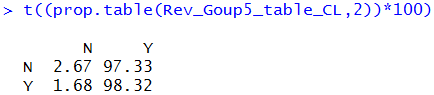 > t((prop.table(Rev_Goup5_table_CL,2))*100)
N Y
N 2.67 97.33
Y 1.68 98.32